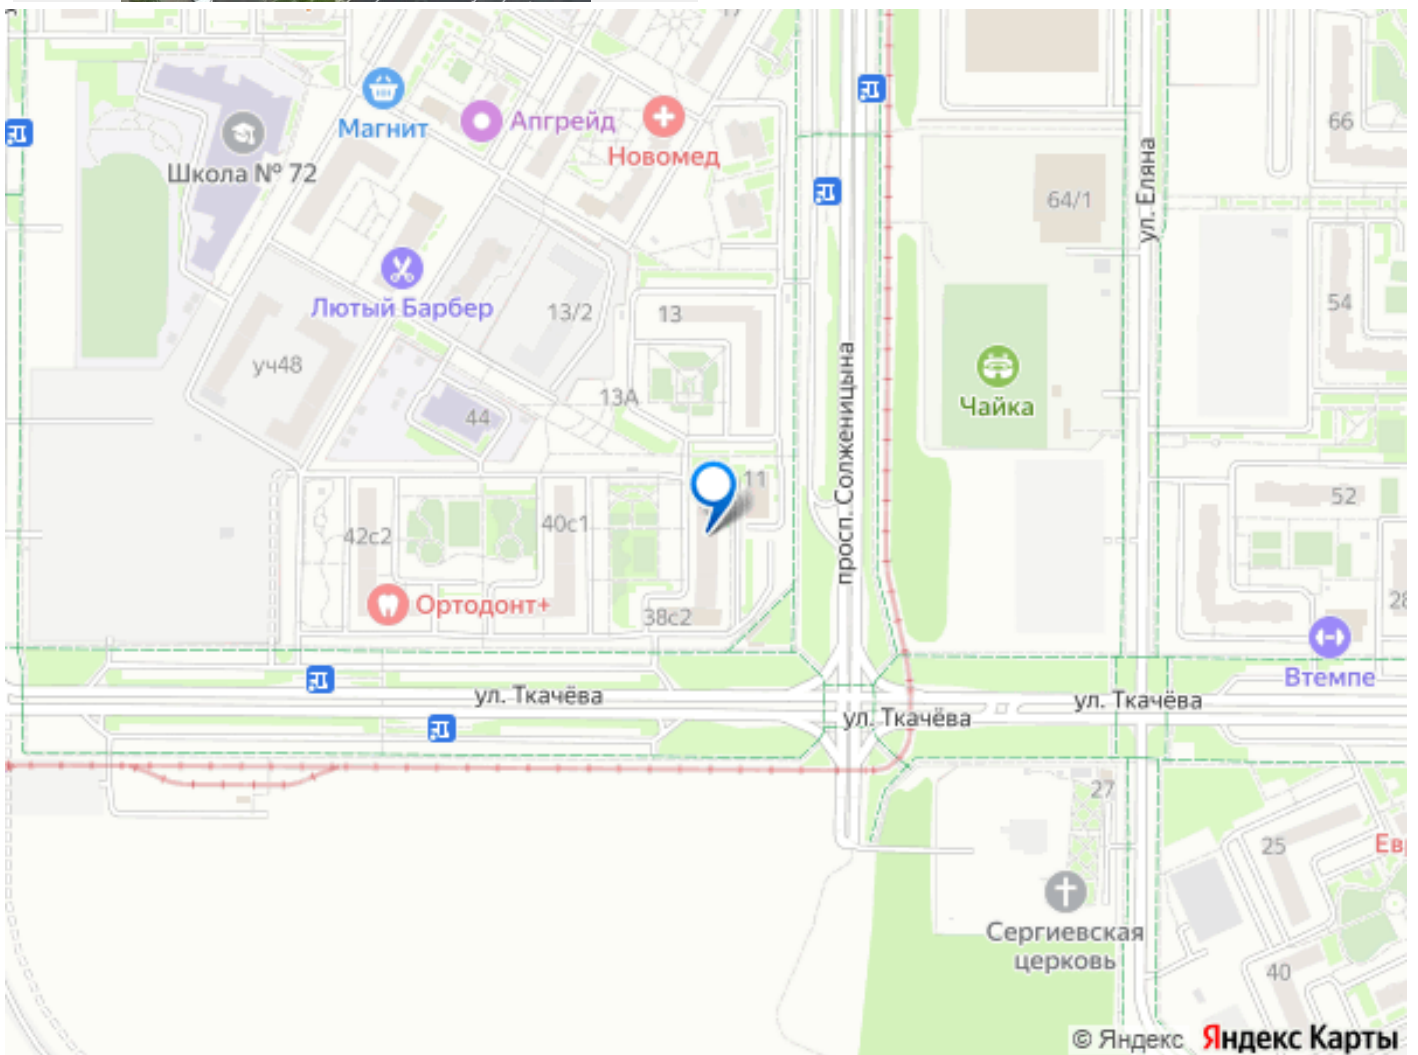 Магнит
Апгрейд
Новомед
Школа № 72
66
64/1
ул. Еляна
Лютый Барбер
13/2
13
54
уч48
просп. Солженицына
Чайка
13А
44
11
52
42с2
40с1
38с2
Ортодонт+
28
Втемпе
ул. Ткачёва
ул. Ткачёва
ул. Ткачёва
27
25
Ев
Сергиевская
церковь
40
© Яндекс Яндекс Карты